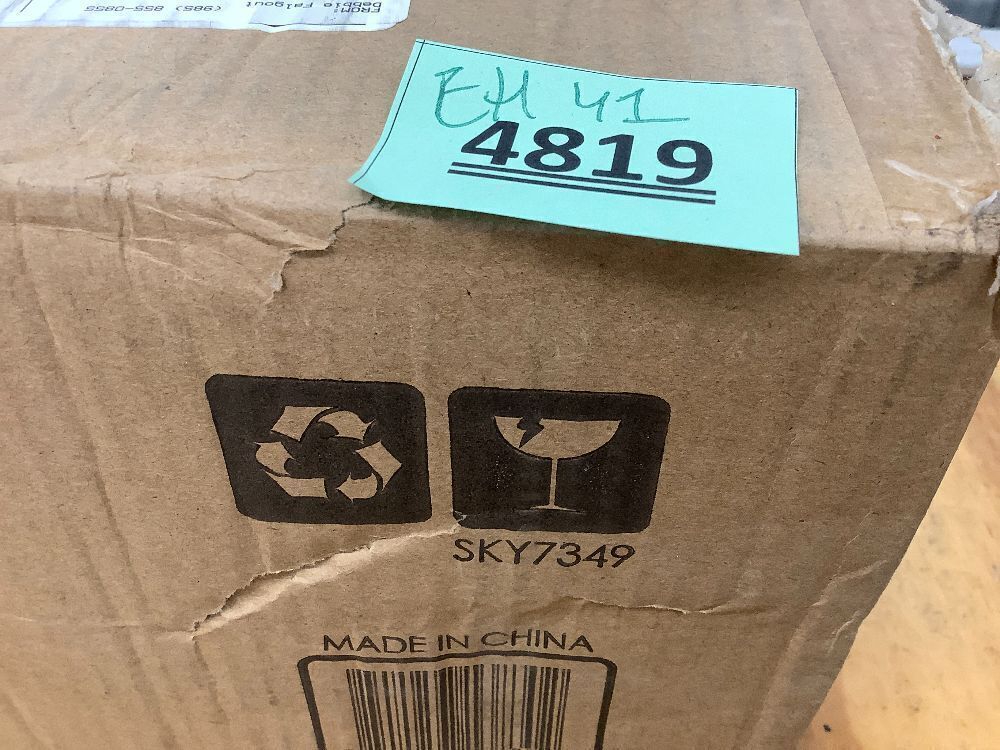 FROM:
Debbie Falgout
(985) 855-0855
EH 41
4819
SKY7349
MADE IN CHINA